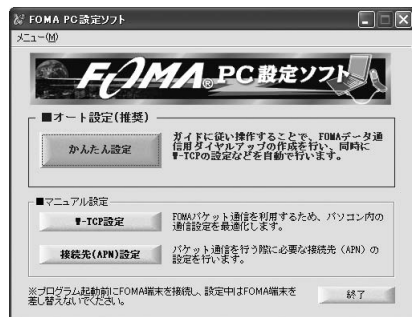 FOMA PC設定ソフト
メニュー(M)
FOMA® PC設定ソフト
■オート設定(推奨)
かんたん設定
ガイドに従い操作することで、FOMAデータ通
信用ダイヤルアップの作成を行い、同時に
W-TCPの設定などを自動で行います。
■マニュアル設定
W-TCP設定
FOMAパケット通信を利用するため、パソコン内の
通信設定を最適化します。
接続先(APN)設定
パケット通信を行う際に必要な接続先（APN）の
設定を行います。
※プログラム起動前にFOMA端末を接続し、設定中はFOMA端末を
差し替えないでください。
終了